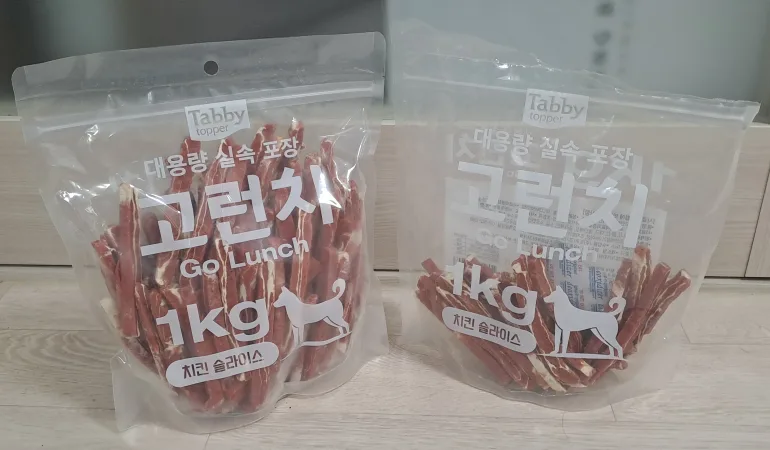 Tabby
topper
대용량 실속 포장
고런치
Go Lunch
1kg
치킨 슬라이스
Tabby
topper
대용량 실속 포장
고런치
Go Lunch
1kg
치킨 슬라이스